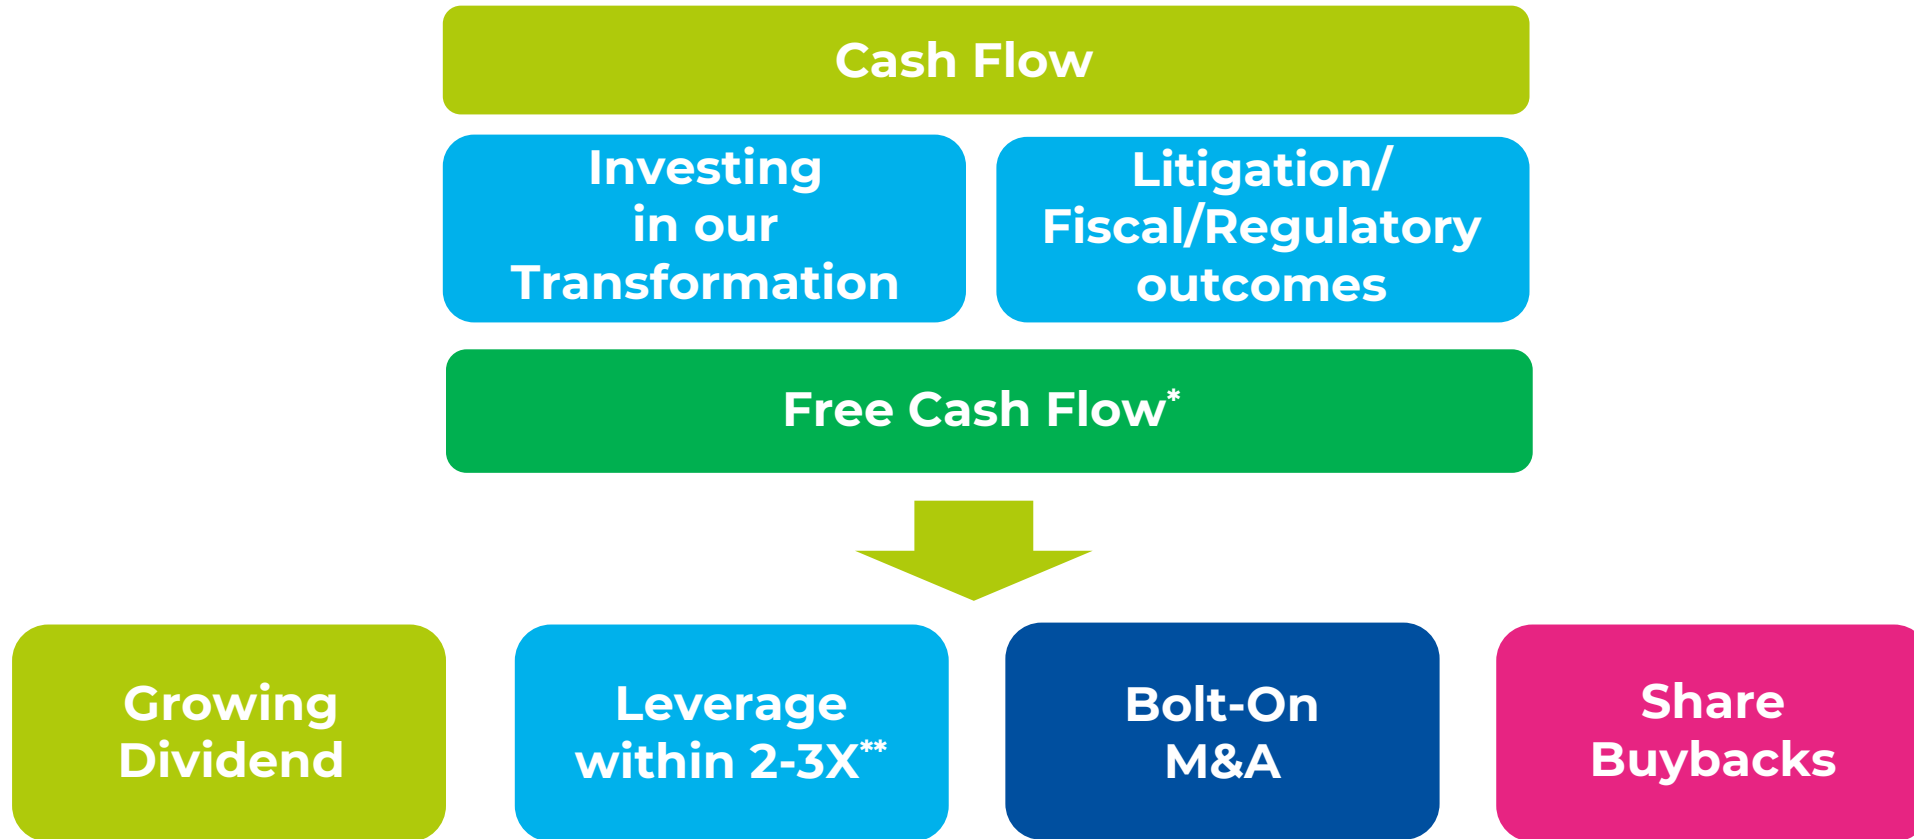 Cash Flow
Investing
in our
Transformation
Litigation/
Fiscal/Regulatory
outcomes
Free Cash Flow*
Growing
Dividend
Leverage
within 2-3X**
Bolt-On
M&A
Share
Buybacks